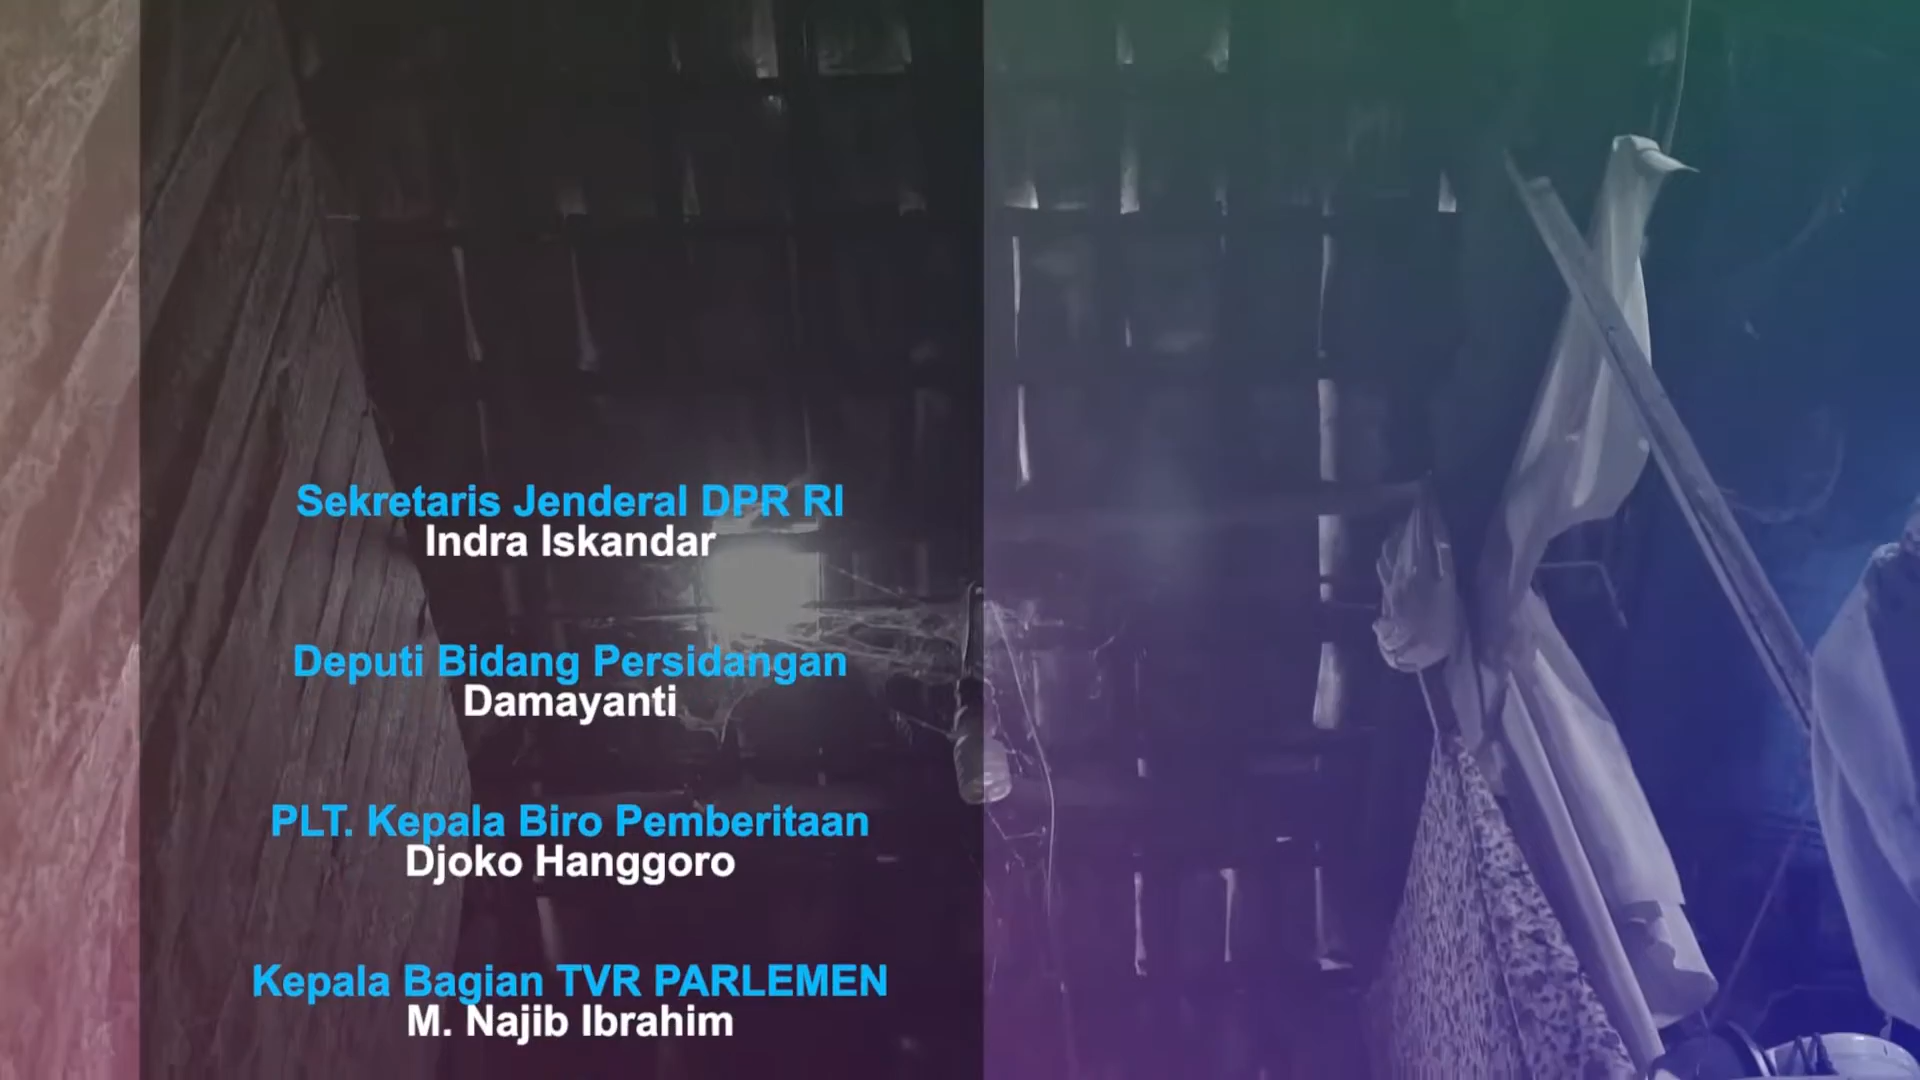 Sekretaris Jenderal DPR RI
Indra Iskandar
Deputi Bidang Persidangan
Damayanti
PLT. Kepala Biro Pemberitaan
Djoko Hanggoro
Kepala Bagian TVR PARLEMEN
M. Najib Ibrahim